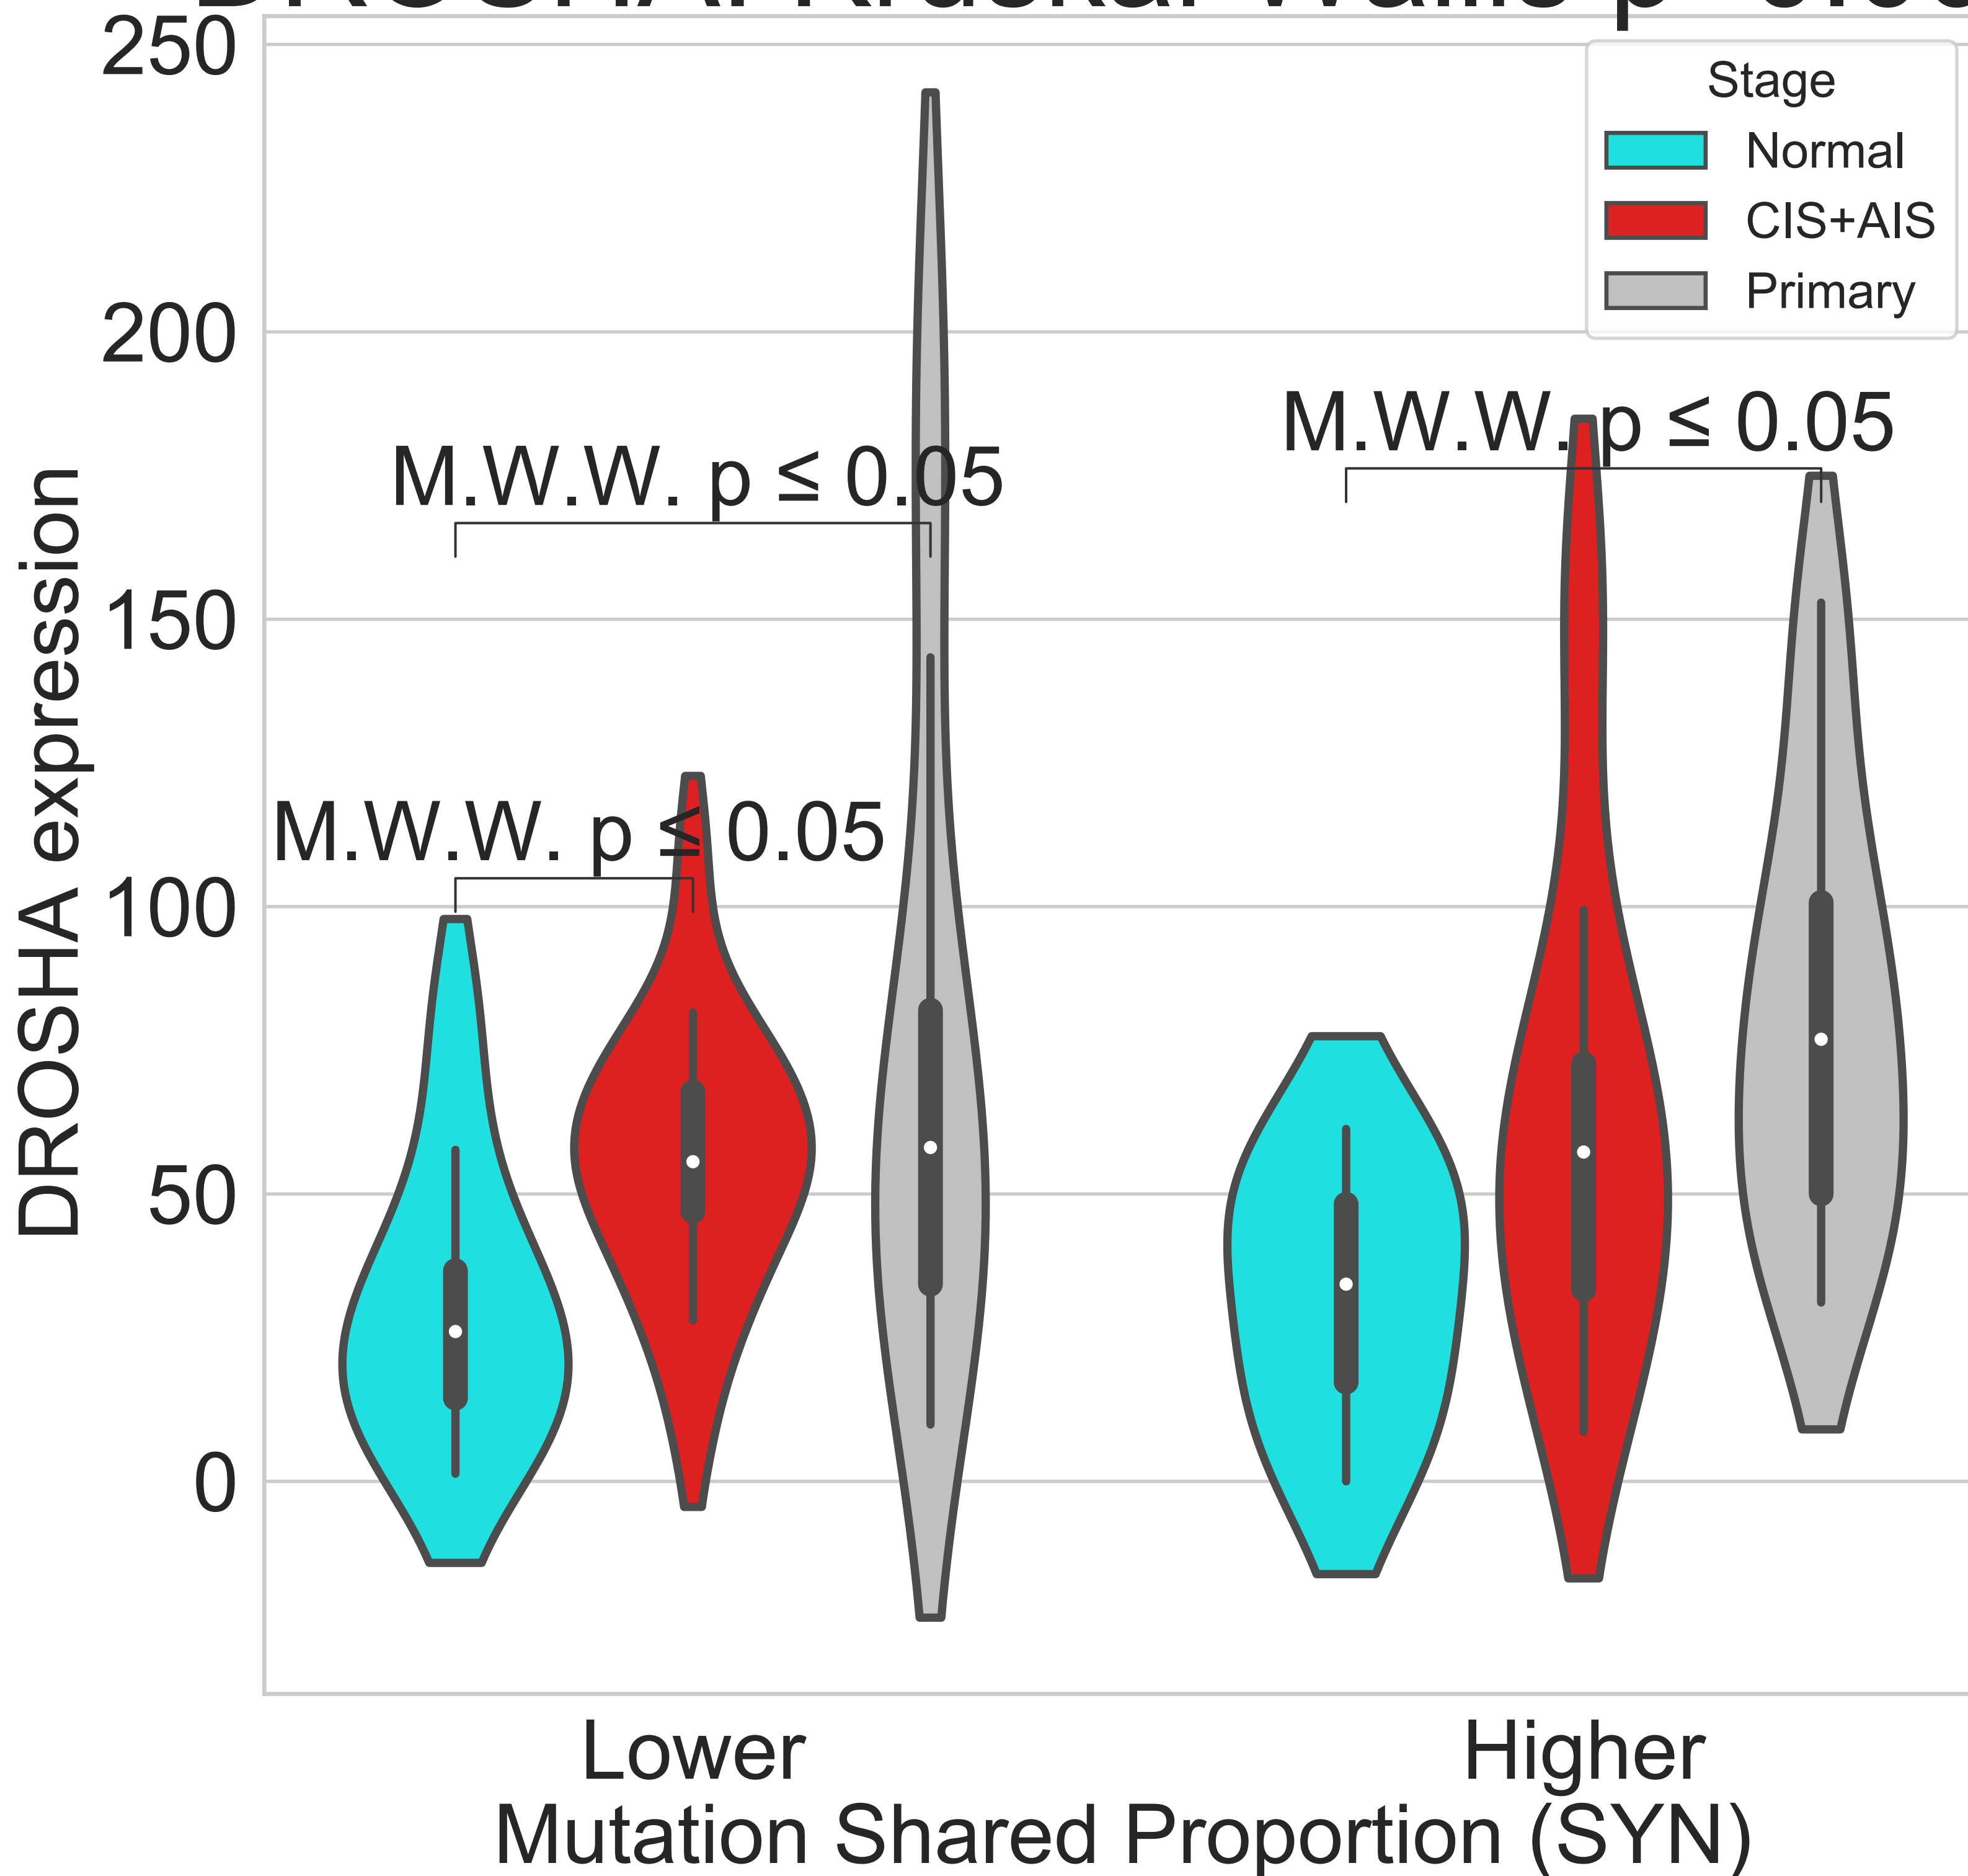 250
200
150
100
50
0
DROSHA expression
Stage
Normal
CIS+AIS
Primary
M.W.W. p ≤ 0.05
M.W.W. p ≤ 0.05
M.W.W. p ≤ 0.05
Lower
Higher
Mutation Shared Proportion (SYN)